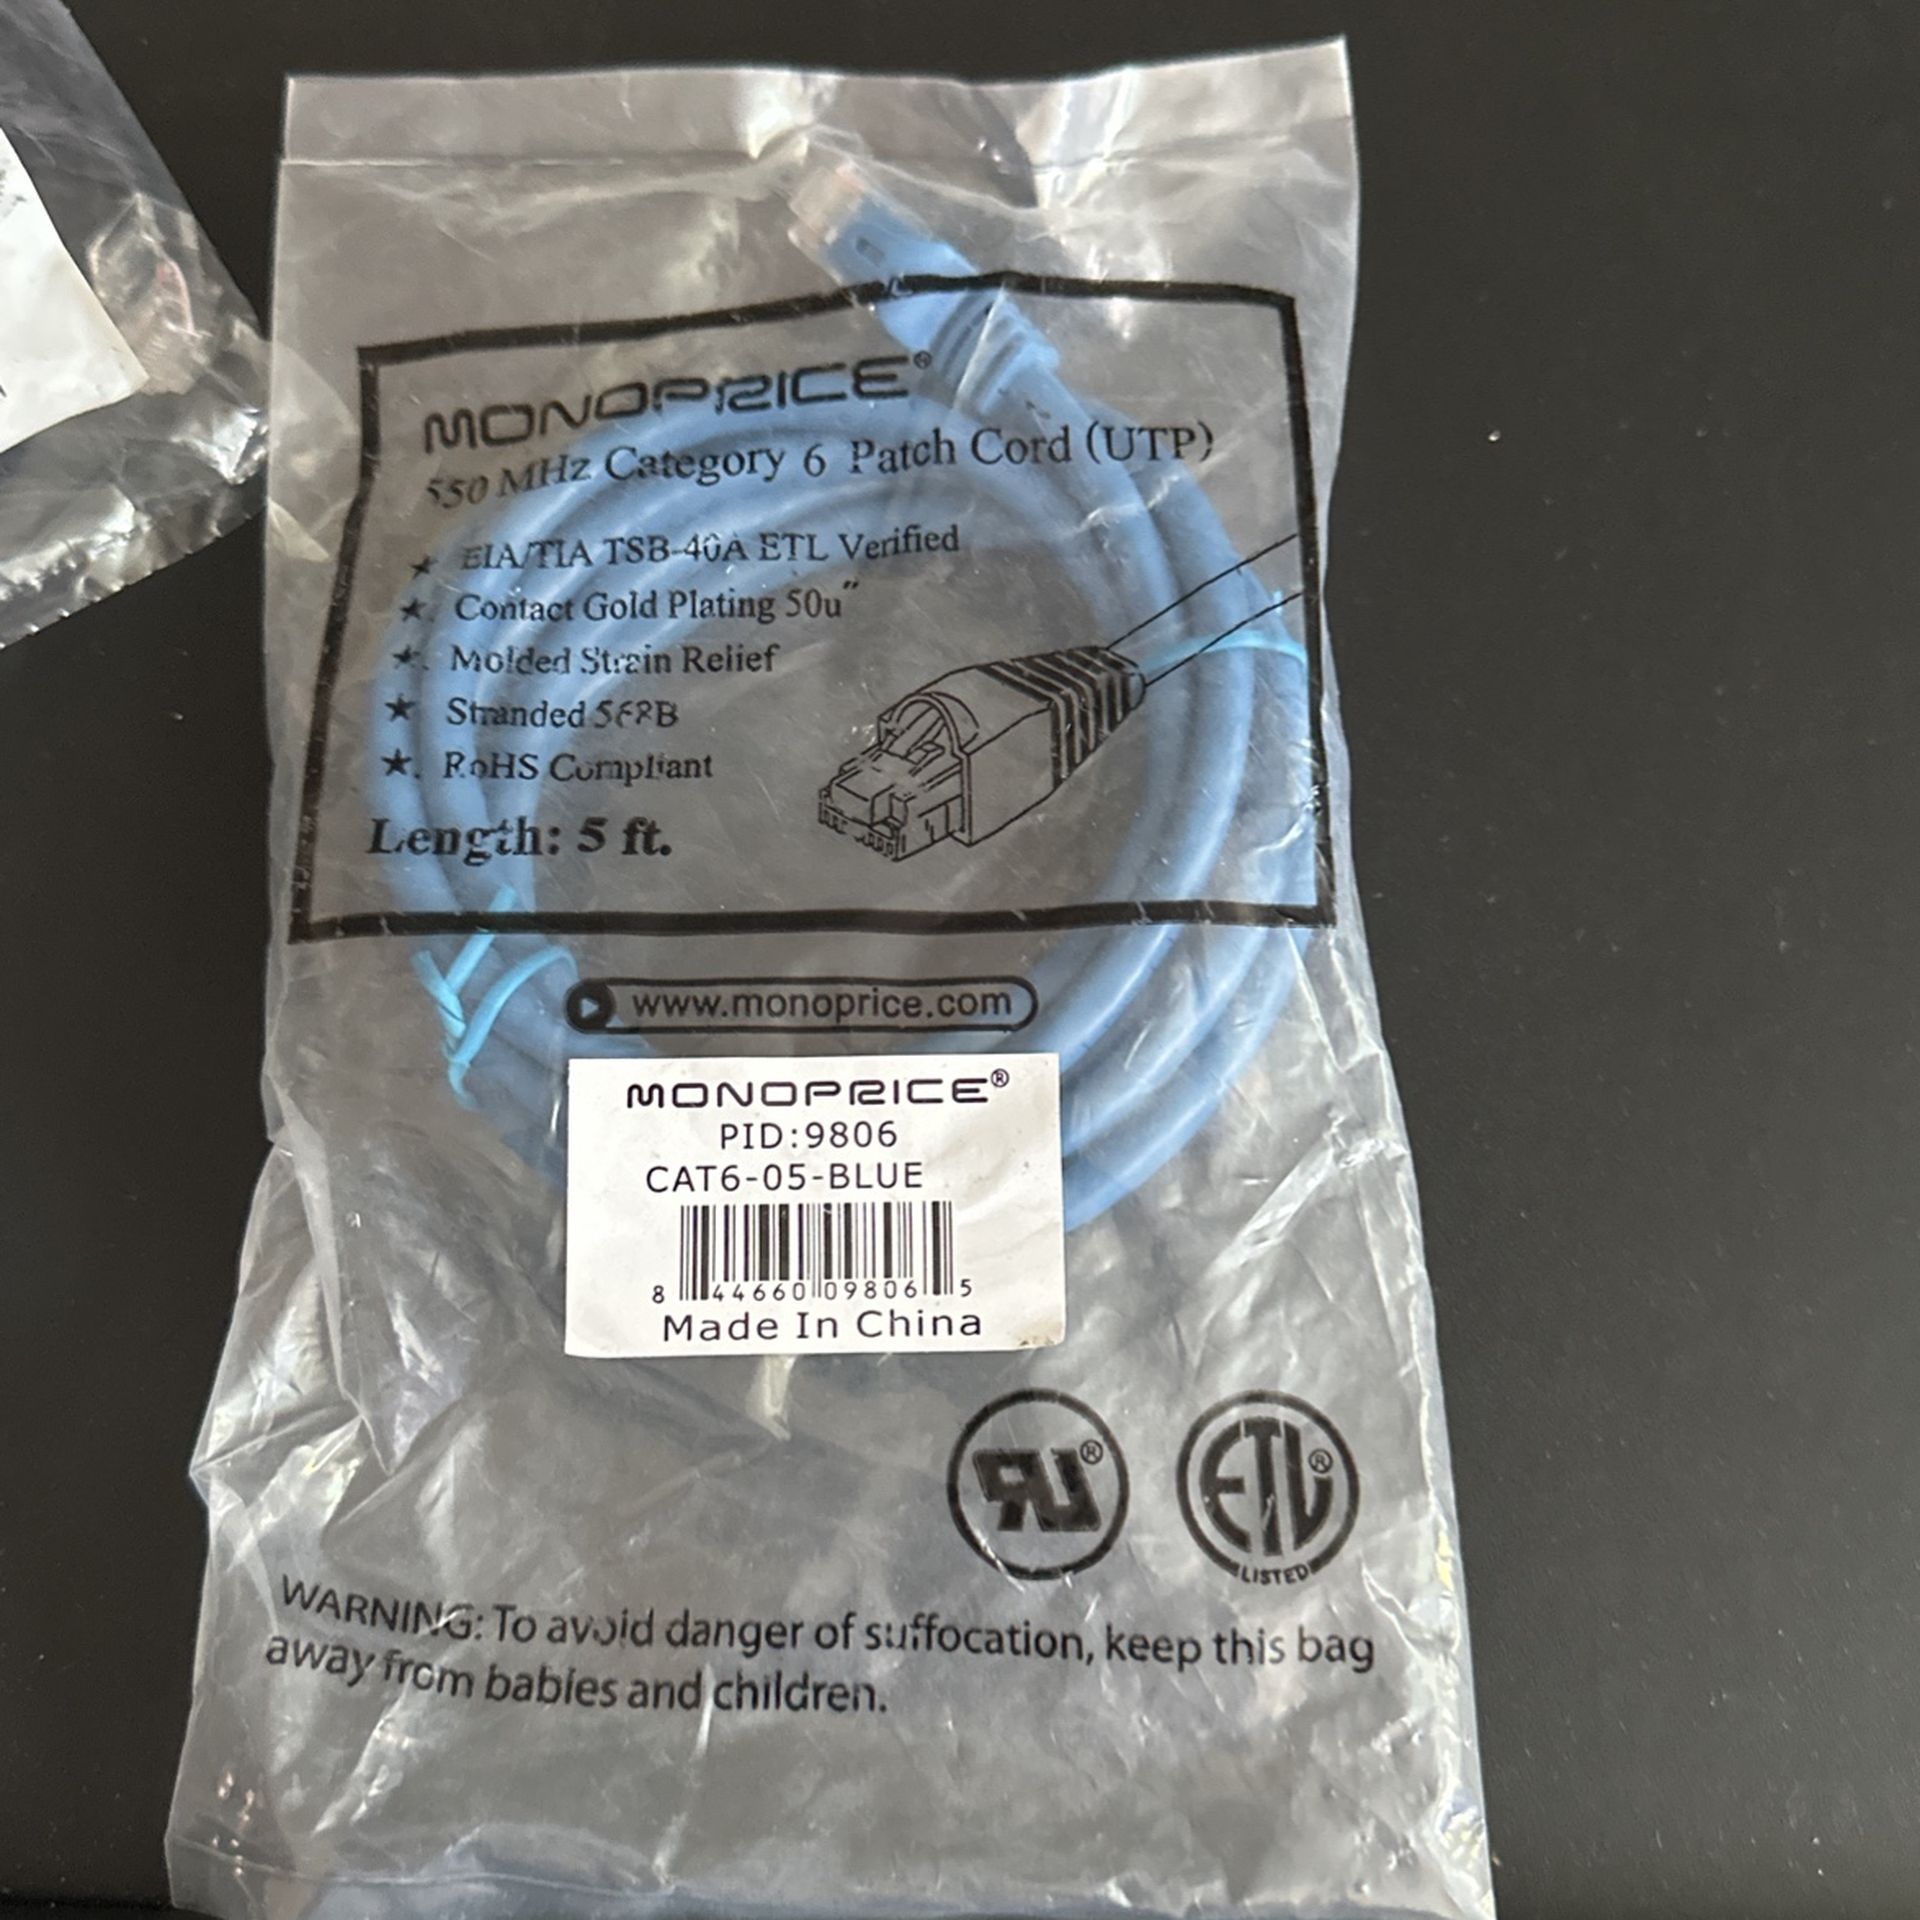 MONOPRICE®
550 MHz Category 6 Patch Cord (UTP)
★ EIA/TIA TSB-40A ETL Verified
★. Contact Gold Plating 50u"
★. Molded Strain Relief
★ Stranded 568B
★. RoHS Compliant
Length: 5 ft.
www.monoprice.com
MONOPRICE®
PID:9806
CAT6-05-BLUE
8 44660 09806 5
Made In China
RU® ETL® LISTED
WARNING: To avoid danger of suffocation, keep this bag
away from babies and children.